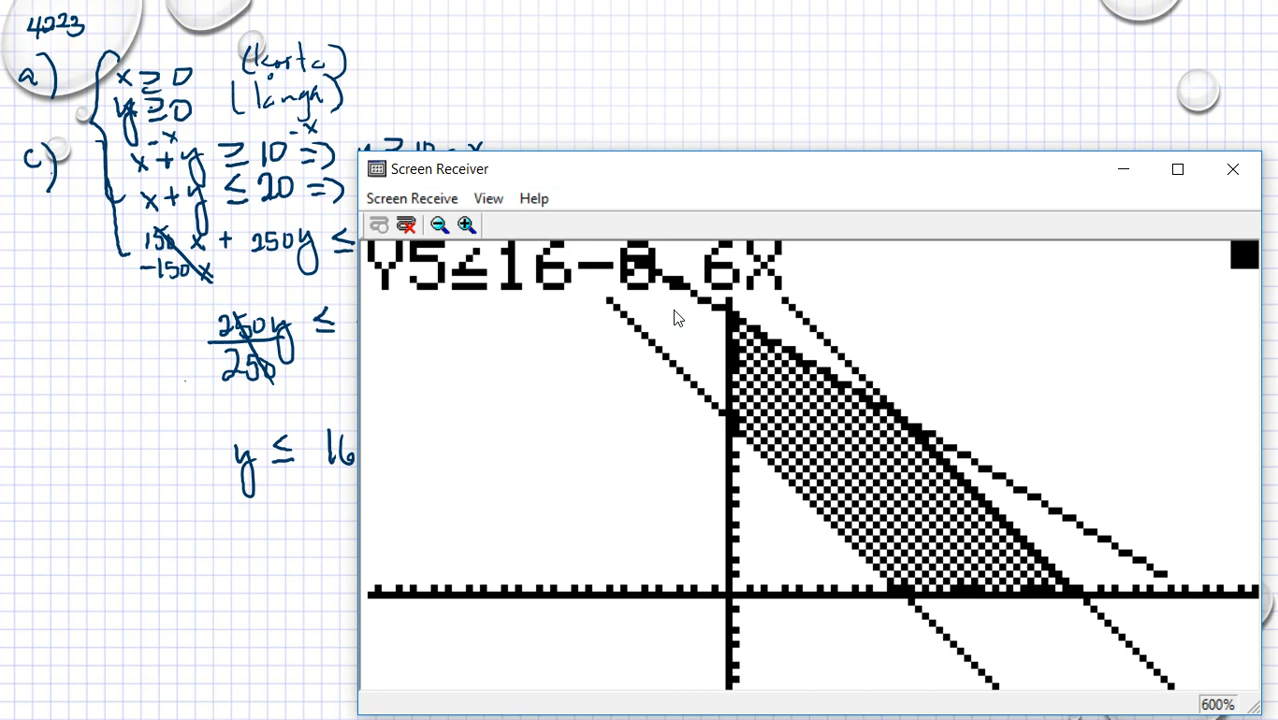 4223
a) x ≥ 0 (korta)
y ≥ 0 (långa)
-x -x
c) x + y ≥ 10 => y ≥ 10 - x
x + y ≤ 20 =>
150x + 250y ≤
-150x
250y ≤
250
y ≤ 16
Screen Receiver
Screen Receive View Help
Y5≤16-0.6X
600%